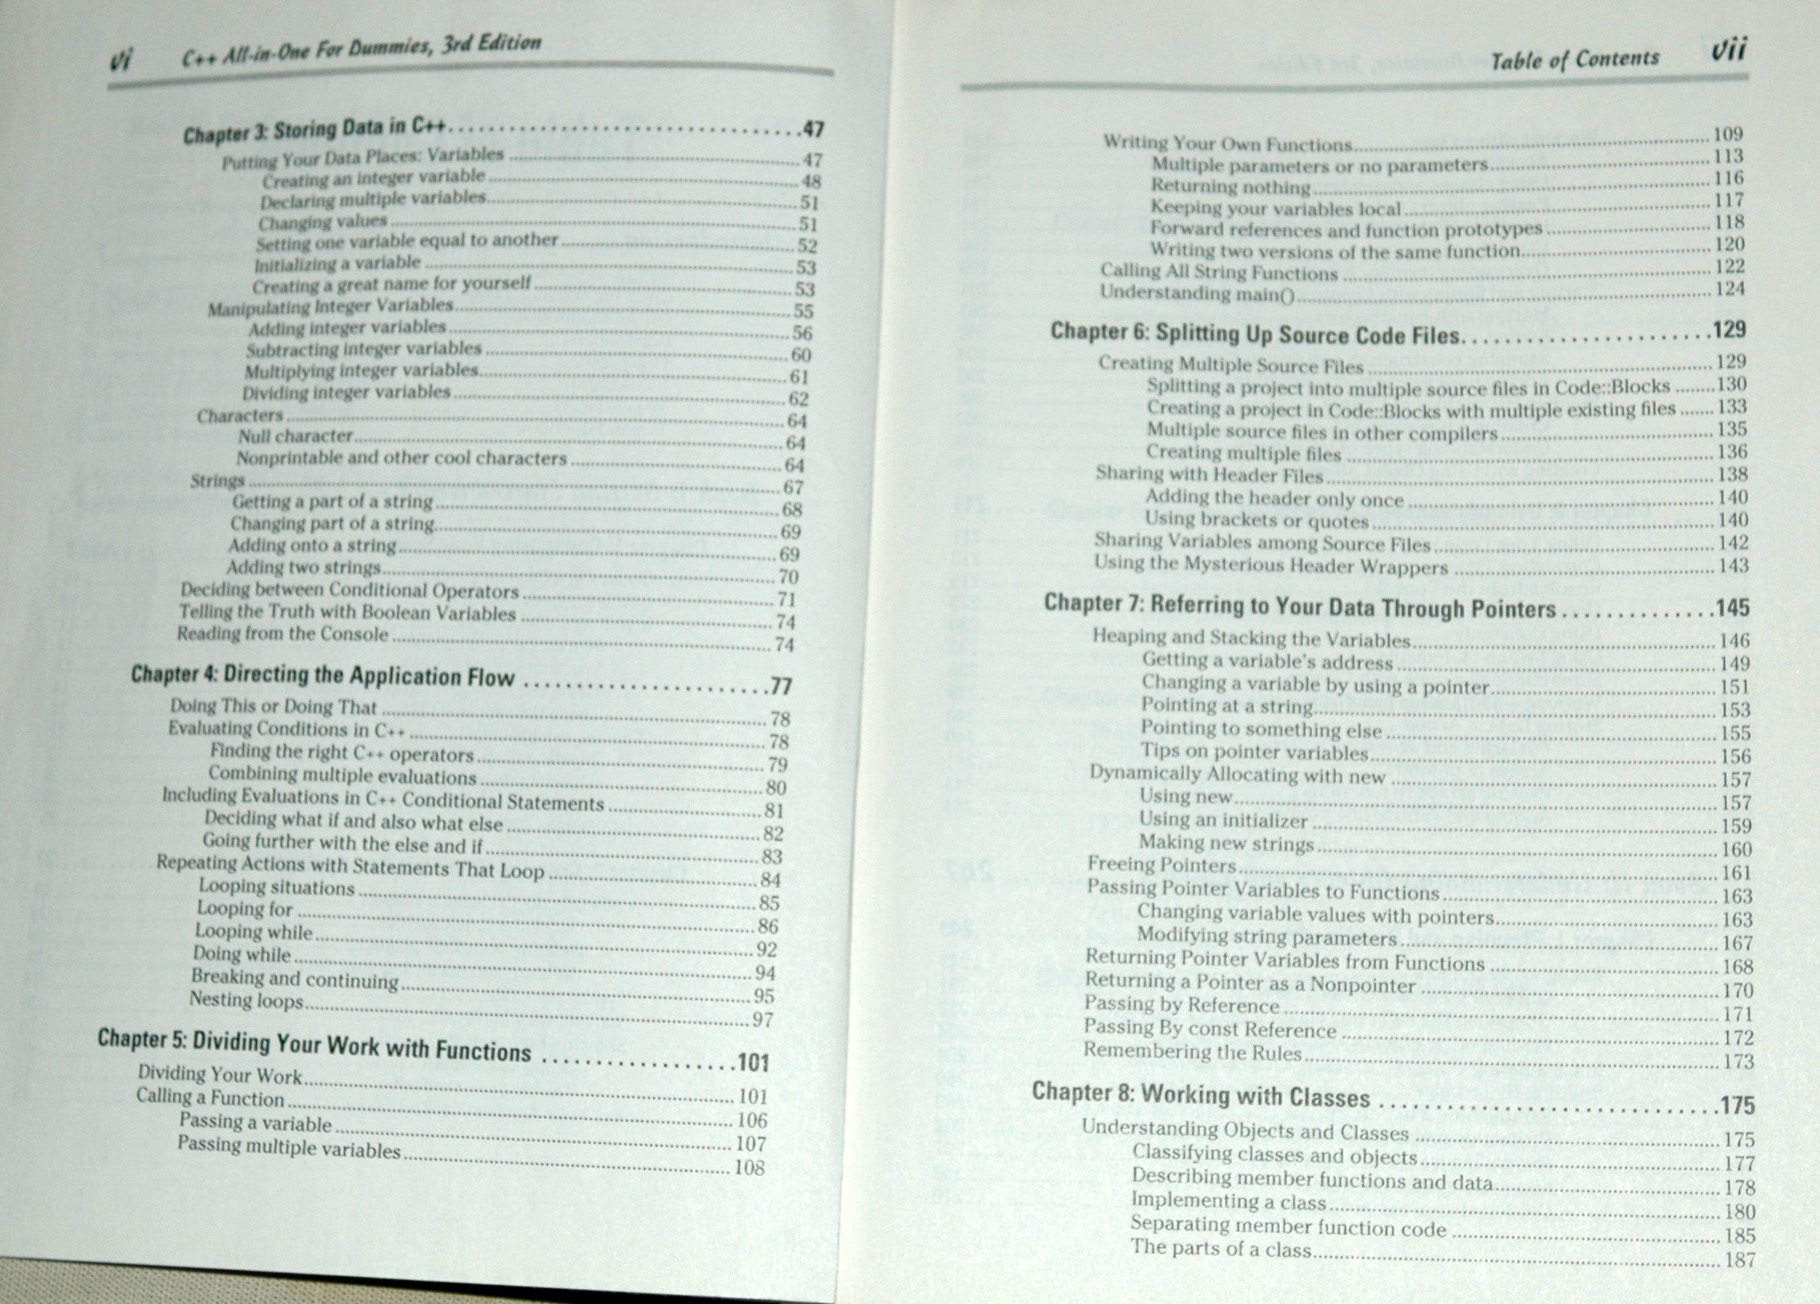 vi C++ All-in-One For Dummies, 3rd Edition
Chapter 3: Storing Data in C++. . . . . . . . . . . . . . . . . . . . . . . . . . . . . . . . . .47
Putting Your Data Places: Variables ..... 47
Creating an integer variable ..... 48
Declaring multiple variables ..... 51
Changing values ..... 51
Setting one variable equal to another ..... 52
Initializing a variable ..... 53
Creating a great name for yourself ..... 53
Manipulating Integer Variables ..... 55
Adding integer variables ..... 56
Subtracting integer variables ..... 60
Multiplying integer variables ..... 61
Dividing integer variables ..... 62
Characters ..... 64
Null character ..... 64
Nonprintable and other cool characters ..... 64
Strings ..... 67
Getting a part of a string ..... 68
Changing part of a string ..... 69
Adding onto a string ..... 69
Adding two strings ..... 70
Deciding between Conditional Operators ..... 71
Telling the Truth with Boolean Variables ..... 74
Reading from the Console ..... 74
Chapter 4: Directing the Application Flow . . . . . . . . . . . . . . . . . . . . . . .77
Doing This or Doing That ..... 78
Evaluating Conditions in C++ ..... 78
Finding the right C++ operators ..... 79
Combining multiple evaluations ..... 80
Including Evaluations in C++ Conditional Statements ..... 81
Deciding what if and also what else ..... 82
Going further with the else and if ..... 83
Repeating Actions with Statements That Loop ..... 84
Looping situations ..... 85
Looping for ..... 86
Looping while ..... 92
Doing while ..... 94
Breaking and continuing ..... 95
Nesting loops ..... 97
Chapter 5: Dividing Your Work with Functions . . . . . . . . . . . . . . . . . .101
Dividing Your Work ..... 101
Calling a Function ..... 106
Passing a variable ..... 107
Passing multiple variables ..... 108
Table of Contents vii
Writing Your Own Functions ..... 109
Multiple parameters or no parameters ..... 113
Returning nothing ..... 116
Keeping your variables local ..... 117
Forward references and function prototypes ..... 118
Writing two versions of the same function ..... 120
Calling All String Functions ..... 122
Understanding main() ..... 124
Chapter 6: Splitting Up Source Code Files. . . . . . . . . . . . . . . . . . . . . . .129
Creating Multiple Source Files ..... 129
Splitting a project into multiple source files in Code::Blocks ..... 130
Creating a project in Code::Blocks with multiple existing files ..... 133
Multiple source files in other compilers ..... 135
Creating multiple files ..... 136
Sharing with Header Files ..... 138
Adding the header only once ..... 140
Using brackets or quotes ..... 140
Sharing Variables among Source Files ..... 142
Using the Mysterious Header Wrappers ..... 143
Chapter 7: Referring to Your Data Through Pointers . . . . . . . . . . . . . .145
Heaping and Stacking the Variables ..... 146
Getting a variable's address ..... 149
Changing a variable by using a pointer ..... 151
Pointing at a string ..... 153
Pointing to something else ..... 155
Tips on pointer variables ..... 156
Dynamically Allocating with new ..... 157
Using new ..... 157
Using an initializer ..... 159
Making new strings ..... 160
Freeing Pointers ..... 161
Passing Pointer Variables to Functions ..... 163
Changing variable values with pointers ..... 163
Modifying string parameters ..... 167
Returning Pointer Variables from Functions ..... 168
Returning a Pointer as a Nonpointer ..... 170
Passing by Reference ..... 171
Passing By const Reference ..... 172
Remembering the Rules ..... 173
Chapter 8: Working with Classes . . . . . . . . . . . . . . . . . . . . . . . . . . . . . .175
Understanding Objects and Classes ..... 175
Classifying classes and objects ..... 177
Describing member functions and data ..... 178
Implementing a class ..... 180
Separating member function code ..... 185
The parts of a class ..... 187